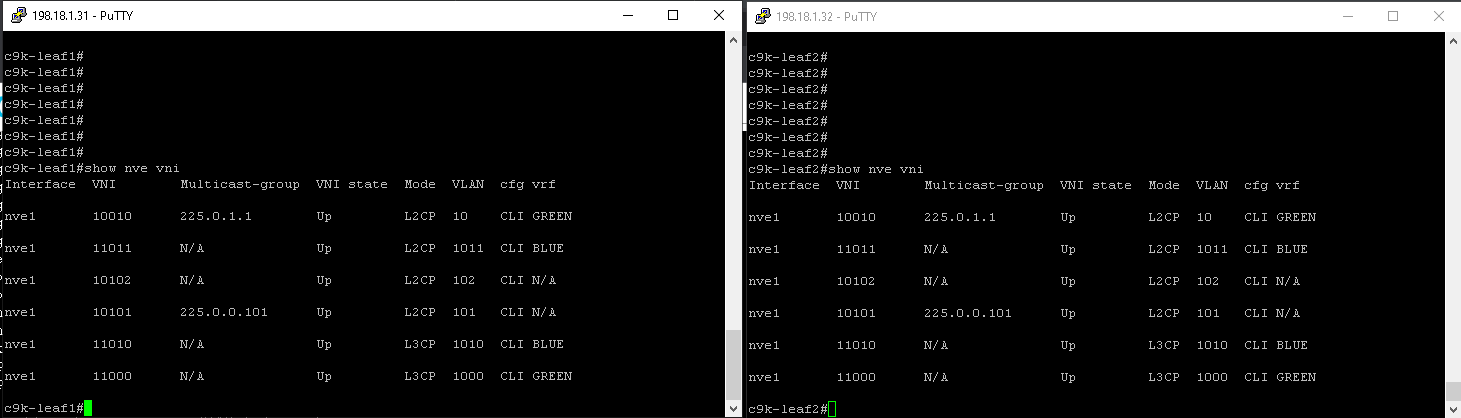 198.18.1.31 - PuTTY
c9k-leaf1#
c9k-leaf1#
c9k-leaf1#
c9k-leaf1#
c9k-leaf1#
c9k-leaf1#
c9k-leaf1#
c9k-leaf1#show nve vni
Interface VNI Multicast-group VNI state Mode VLAN cfg vrf
nve1 10010 225.0.1.1 Up L2CP 10 CLI GREEN
nve1 11011 N/A Up L2CP 1011 CLI BLUE
nve1 10102 N/A Up L2CP 102 CLI N/A
nve1 10101 225.0.0.101 Up L2CP 101 CLI N/A
nve1 11010 N/A Up L3CP 1010 CLI BLUE
nve1 11000 N/A Up L3CP 1000 CLI GREEN
c9k-leaf1#
198.18.1.32 - PuTTY
c9k-leaf2#
c9k-leaf2#
c9k-leaf2#
c9k-leaf2#
c9k-leaf2#
c9k-leaf2#
c9k-leaf2#
c9k-leaf2#show nve vni
Interface VNI Multicast-group VNI state Mode VLAN cfg vrf
nve1 10010 225.0.1.1 Up L2CP 10 CLI GREEN
nve1 11011 N/A Up L2CP 1011 CLI BLUE
nve1 10102 N/A Up L2CP 102 CLI N/A
nve1 10101 225.0.0.101 Up L2CP 101 CLI N/A
nve1 11010 N/A Up L3CP 1010 CLI BLUE
nve1 11000 N/A Up L3CP 1000 CLI GREEN
c9k-leaf2#